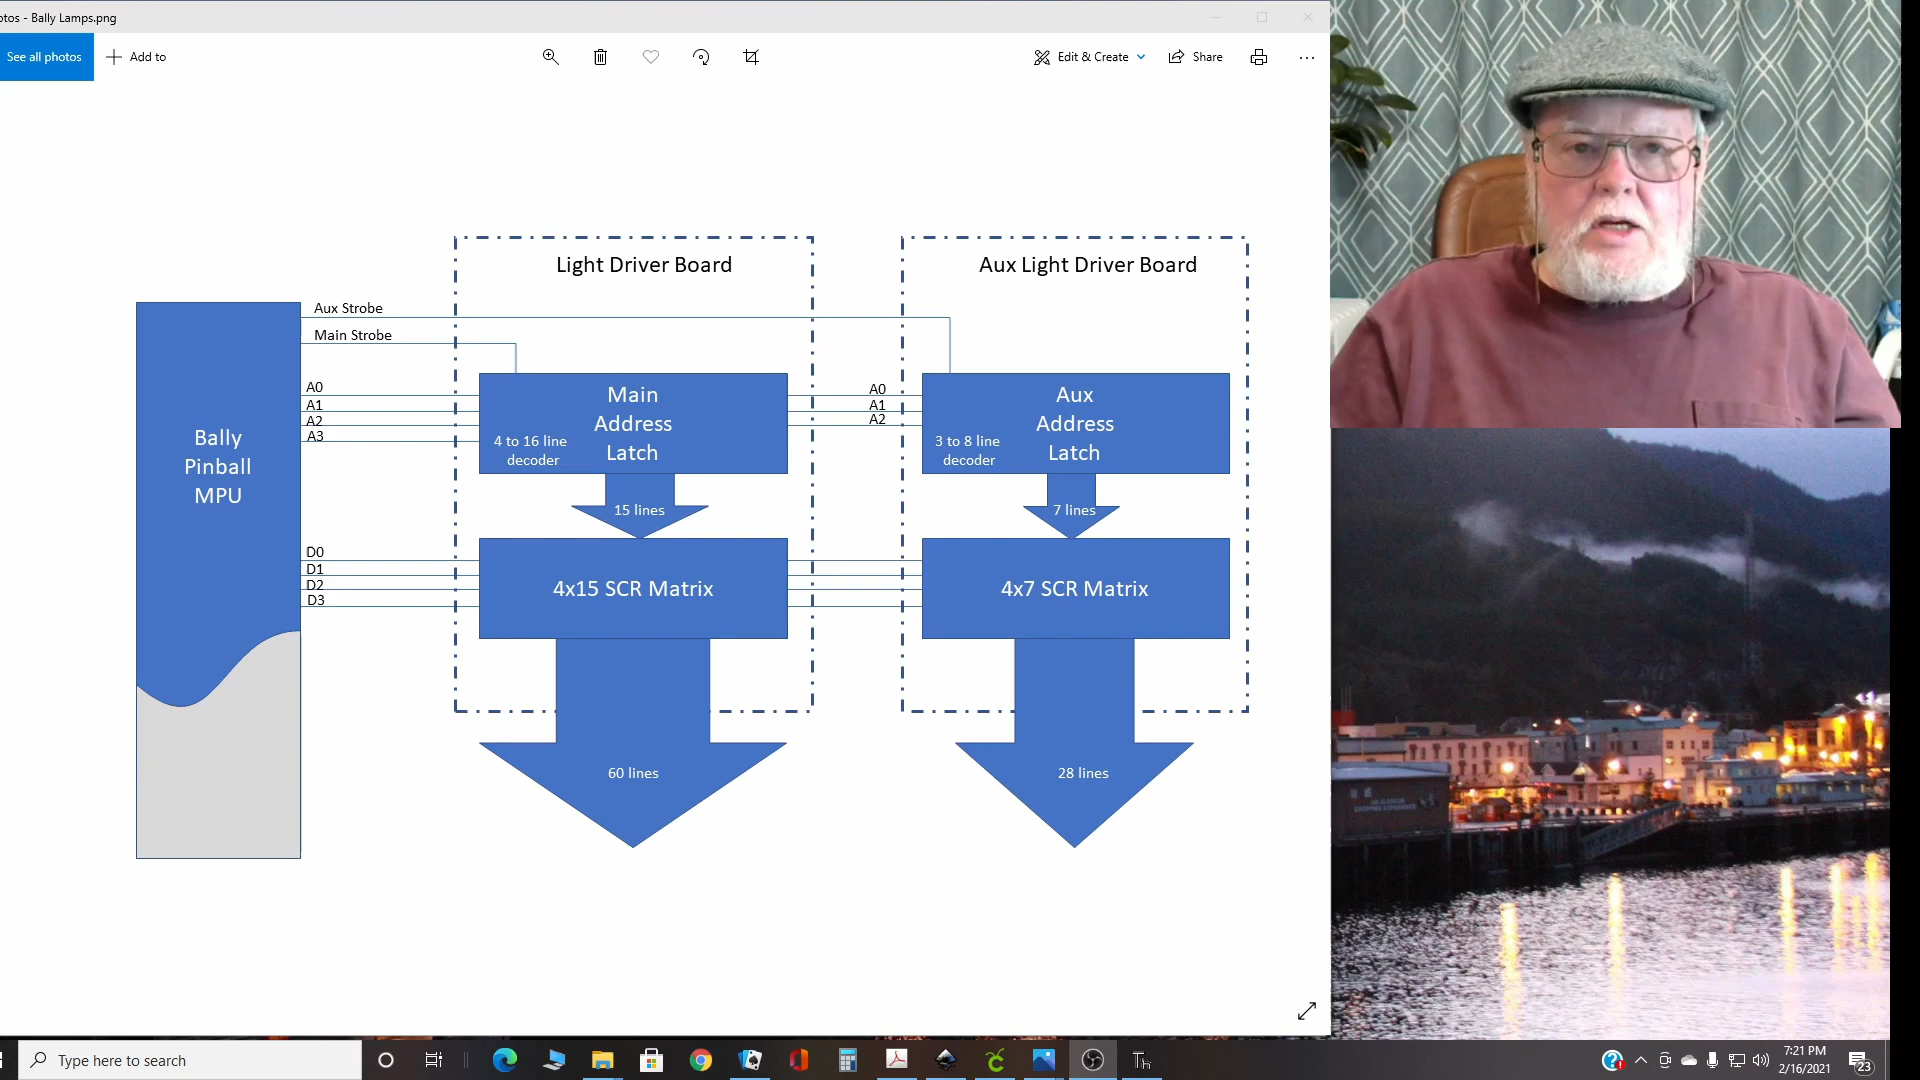 otos - Bally Lamps.png
See all photos
Add to
Edit & Create
Share
Light Driver Board
Aux Light Driver Board
Aux Strobe
Main Strobe
A0
A1
A2
A3
Main
Address
Latch
4 to 16 line
decoder
A0
A1
A2
Aux
Address
Latch
3 to 8 line
decoder
Bally
Pinball
MPU
15 lines
7 lines
D0
D1
D2
D3
4x15 SCR Matrix
4x7 SCR Matrix
60 lines
28 lines
Type here to search
7:21 PM
2/16/2021
23